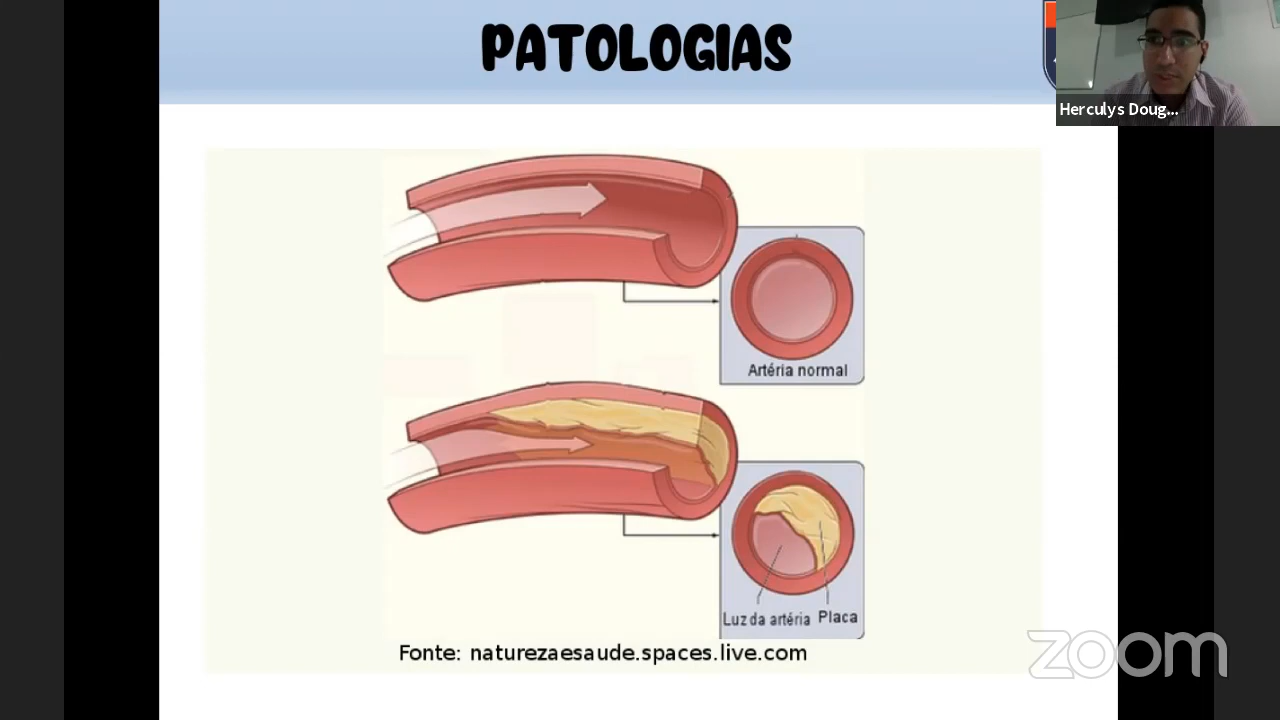 PATOLOGIAS
Herculys Doug...
Artéria normal
Luz da artéria Placa
Fonte: naturezaesaude.spaces.live.com
zoom